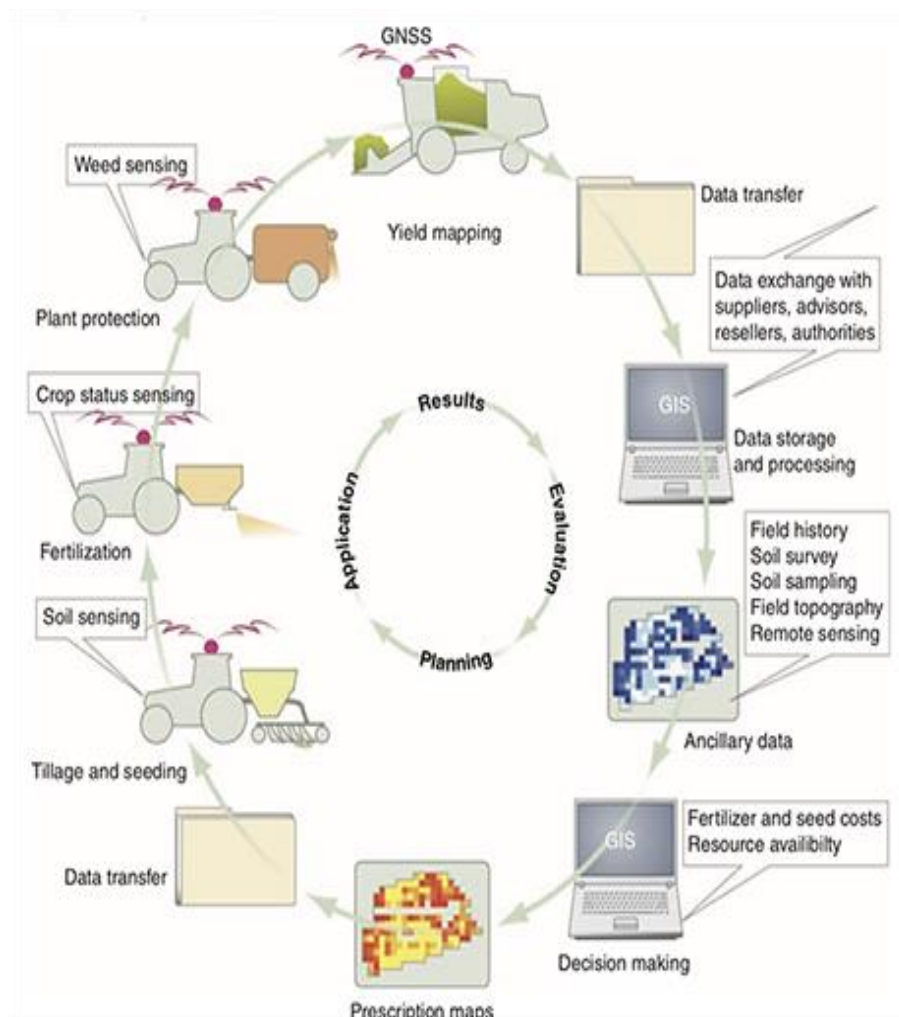 GNSS
Weed sensing
Yield mapping
Data transfer
Data exchange with
suppliers, advisors,
resellers, authorities
Plant protection
Crop status sensing
GIS
Data storage
and processing
Results
Evaluation
Planning
Application
Fertilization
Field history
Soil survey
Soil sampling
Field topography
Remote sensing
Soil sensing
Ancillary data
Tillage and seeding
Fertilizer and seed costs
Resource availibilty
GIS
Data transfer
Decision making
Prescription maps